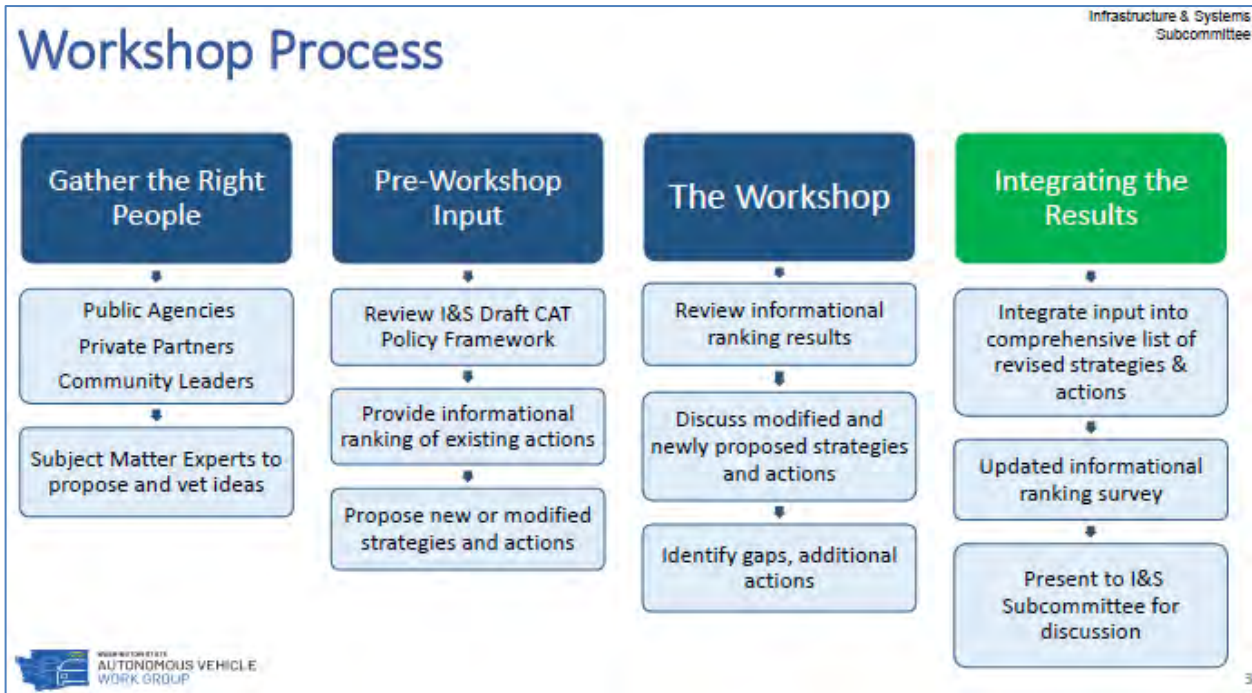 Infrastructure & Systems
Subcommittee
Workshop Process
Gather the Right
People
Public Agencies
Private Partners
Community Leaders
Subject Matter Experts to
propose and vet ideas
Pre-Workshop
Input
Review I&S Draft CAT
Policy Framework
Provide informational
ranking of existing actions
Propose new or modified
strategies and actions
The Workshop
Review informational
ranking results
Discuss modified and
newly proposed strategies
and actions
Identify gaps, additional
actions
Integrating the
Results
Integrate input into
comprehensive list of
revised strategies &
actions
Updated informational
ranking survey
Present to I&S
Subcommittee for
discussion
WASHINGTON STATE
AUTONOMOUS VEHICLE
WORK GROUP